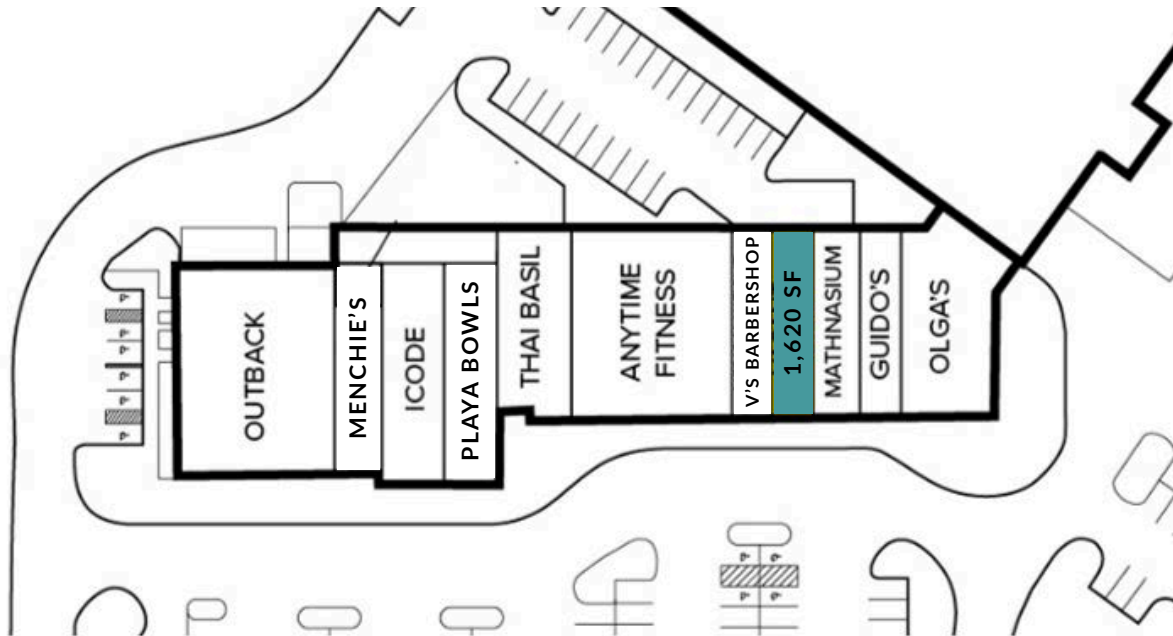 OUTBACK
MENCHIE'S
ICODE
PLAYA BOWLS
THAI BASIL
ANYTIME
FITNESS
V'S BARBERSHOP
1,620 SF
MATHNASIUM
GUIDO'S
OLGA'S